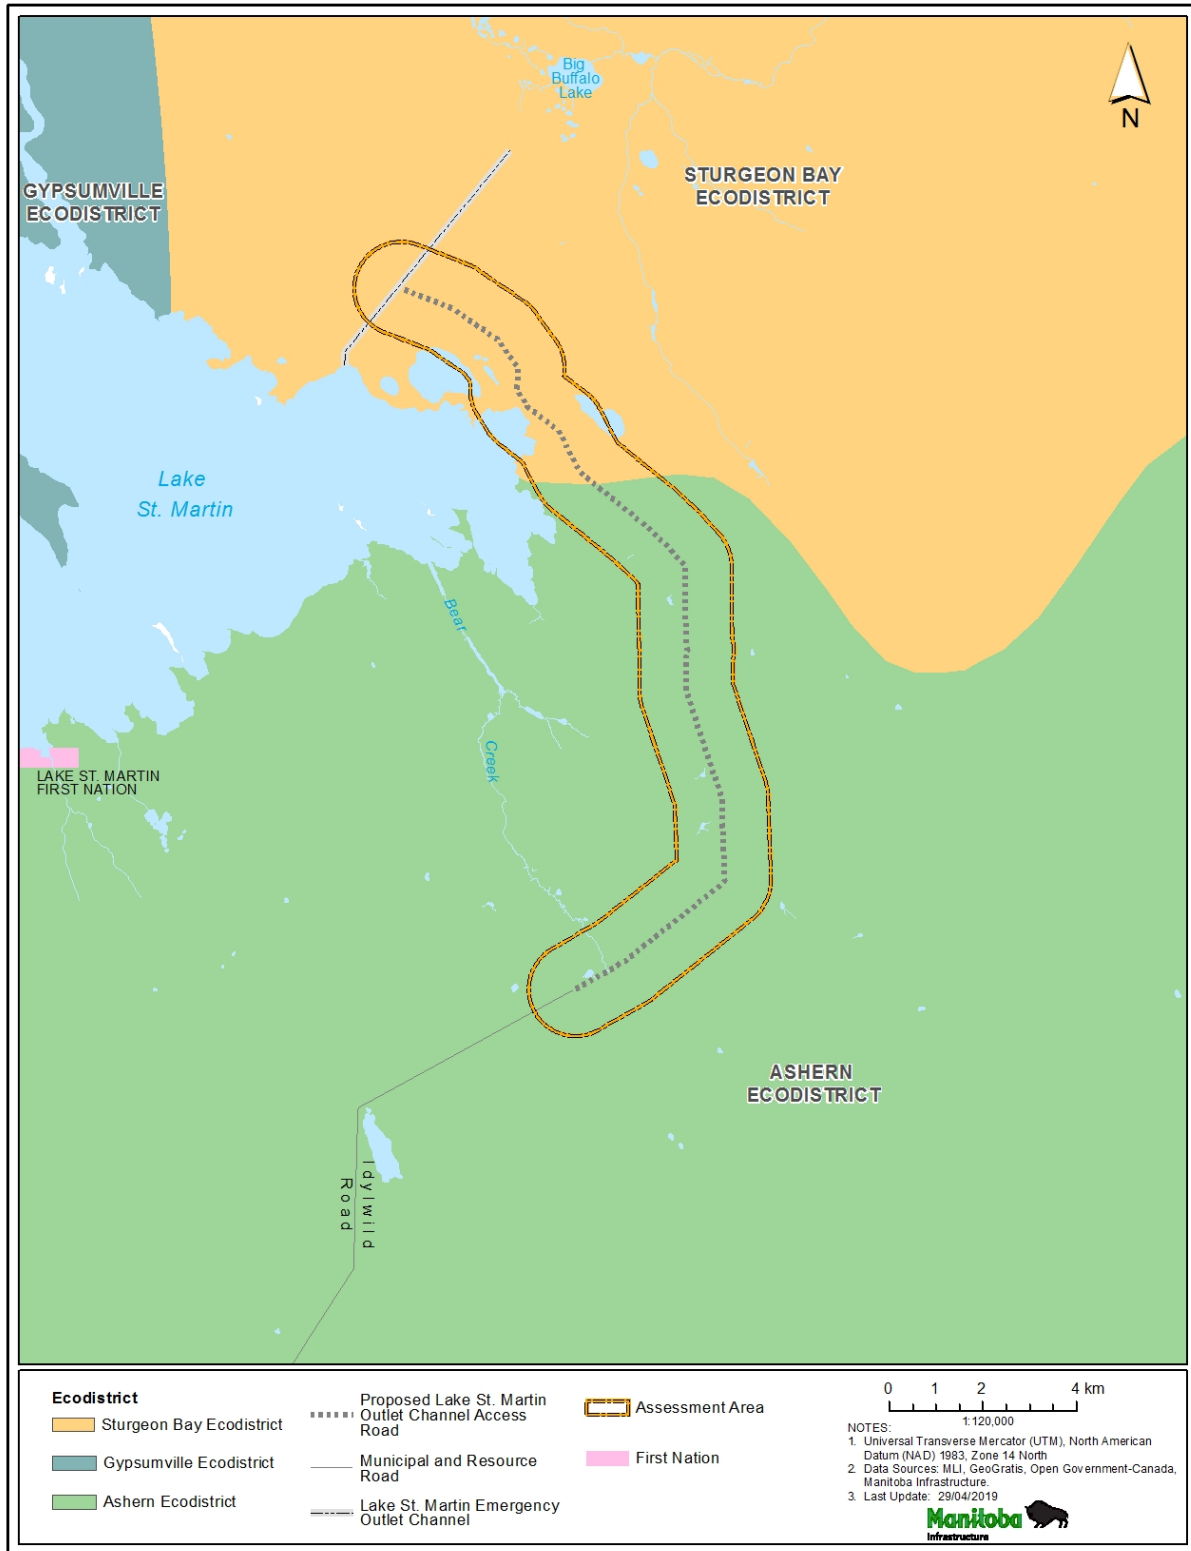 Big
Buffalo
Lake
N
GYPSUMVILLE
ECODISTRICT
STURGEON BAY
ECODISTRICT
Lake
St. Martin
Bear
Creek
LAKE ST. MARTIN
FIRST NATION
ASHERN
ECODISTRICT
Idylwild
Road
Ecodistrict
Sturgeon Bay Ecodistrict
Gypsumville Ecodistrict
Ashern Ecodistrict
Proposed Lake St. Martin
Outlet Channel Access
Road
Municipal and Resource
Road
Lake St. Martin Emergency
Outlet Channel
Assessment Area
First Nation
0 1 2 4 km
1:120,000
NOTES:
1. Universal Transverse Mercator (UTM), North American
Datum (NAD) 1983, Zone 14 North
2. Data Sources: MLI, GeoGratis, Open Government-Canada,
Manitoba Infrastructure.
3. Last Update: 29/04/2019
Manitoba
Infrastructure